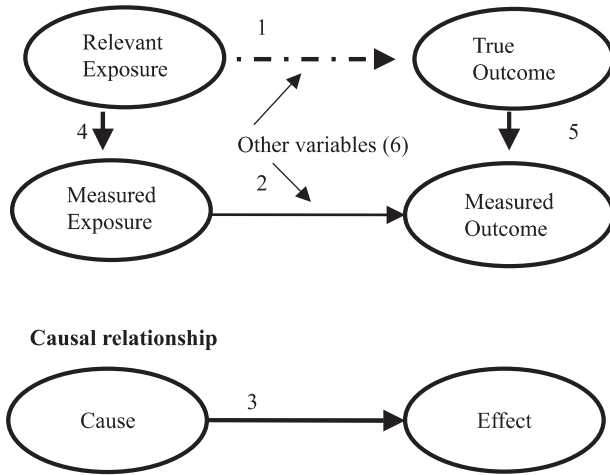 1
Relevant
Exposure
True
Outcome
4
5
Other variables (6)
2
Measured
Exposure
Measured
Outcome
Causal relationship
3
Cause
Effect